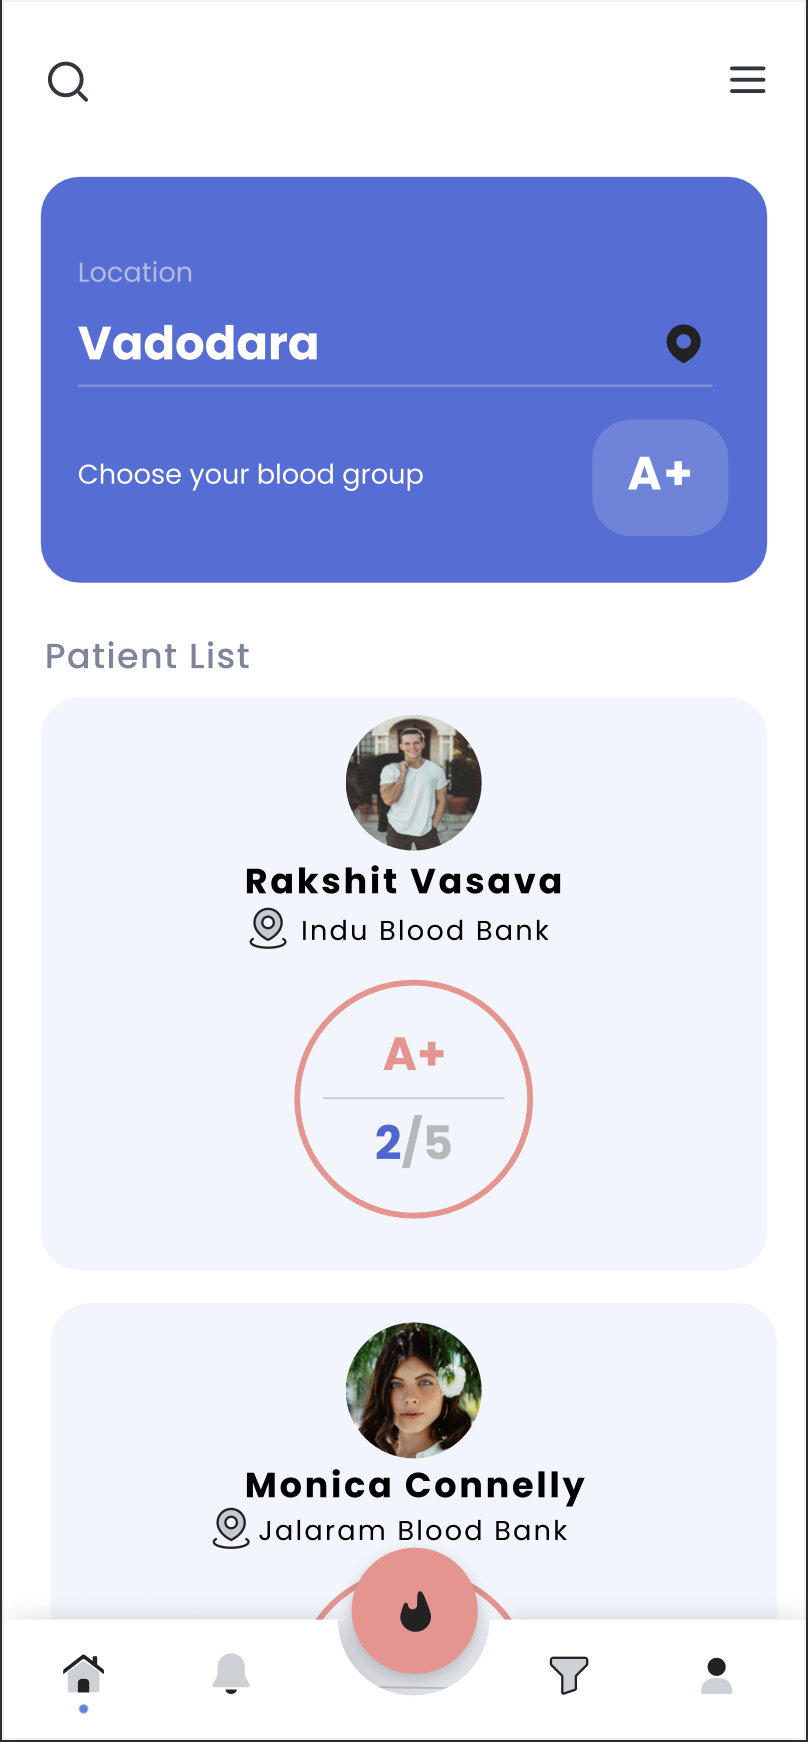 Location
Vadodara
Choose your blood group
A+
Patient List
Rakshit Vasava
Indu Blood Bank
A+
2/5
Monica Connelly
Jalaram Blood Bank